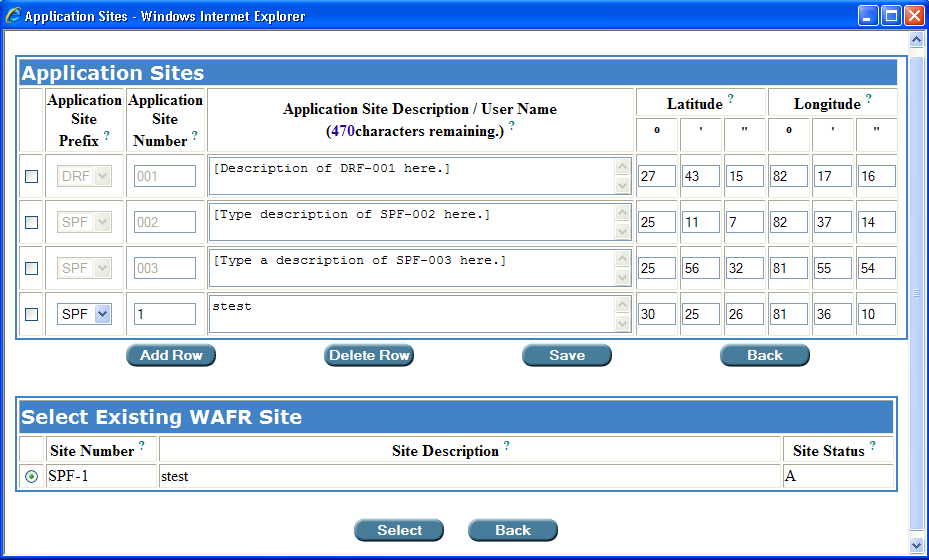 Application Sites - Windows Internet Explorer
Application Sites
Application Site Prefix ? Application Site Number ? Application Site Description / User Name (470characters remaining.) ? Latitude ? Longitude ?
º ' " º ' "
DRF 001 [Description of DRF-001 here.] 27 43 15 82 17 16
SPF 002 [Type description of SPF-002 here.] 25 11 7 82 37 14
SPF 003 [Type a description of SPF-003 here.] 25 56 32 81 55 54
SPF 1 stest 30 25 26 81 36 10
Add Row Delete Row Save Back
Select Existing WAFR Site
Site Number ? Site Description ? Site Status ?
SPF-1 stest A
Select Back